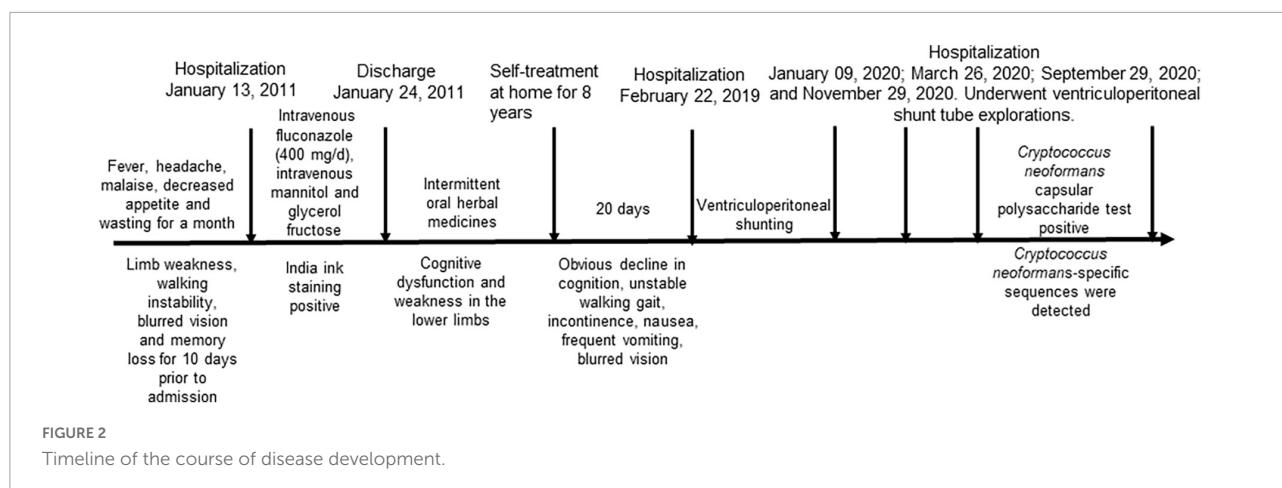 Hospitalization
January 13, 2011
Discharge
January 24, 2011
Self-treatment
at home for 8
years
Hospitalization
February 22, 2019
Hospitalization
January 09, 2020; March 26, 2020; September 29, 2020;
and November 29, 2020. Underwent ventriculoperitoneal
shunt tube explorations.
Fever, headache,
malaise, decreased
appetite and
wasting for a month
Intravenous
fluconazole
(400 mg/d),
intravenous
mannitol and
glycerol
fructose
Intermittent
oral herbal
medicines
20 days
Ventriculoperitoneal
shunting
Cryptococcus
neoformans
capsular
polysaccharide test
positive
Limb weakness,
walking
instability,
blurred vision
and memory
loss for 10 days
prior to
admission
India ink
staining
positive
Cognitive
dysfunction and
weakness in the
lower limbs
Obvious decline in
cognition, unstable
walking gait,
incontinence, nausea,
frequent vomiting,
blurred vision
Cryptococcus
neoformans-specific
sequences were
detected
FIGURE 2
Timeline of the course of disease development.